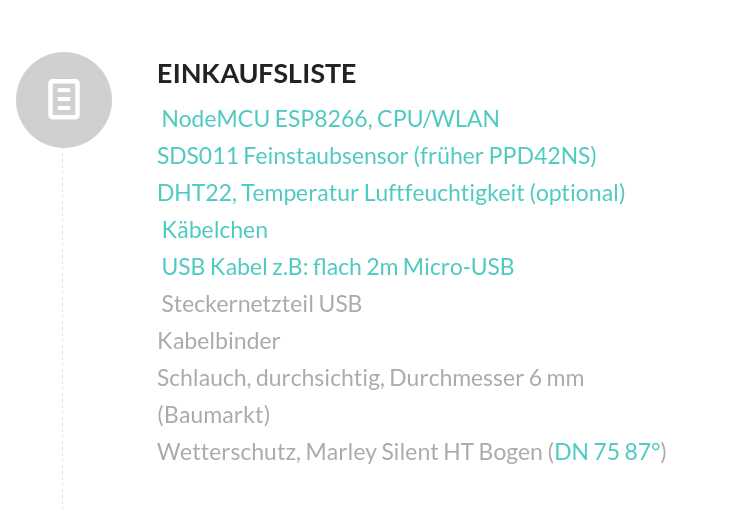 EINKAUFSLISTE
NodeMCU ESP8266, CPU/WLAN
SDS011 Feinstaubsensor (früher PPD42NS)
DHT22, Temperatur Luftfeuchtigkeit (optional)
Käbelchen
USB Kabel z.B: flach 2m Micro-USB
Steckernetzteil USB
Kabelbinder
Schlauch, durchsichtig, Durchmesser 6 mm
(Baumarkt)
Wetterschutz, Marley Silent HT Bogen (DN 75 87°)